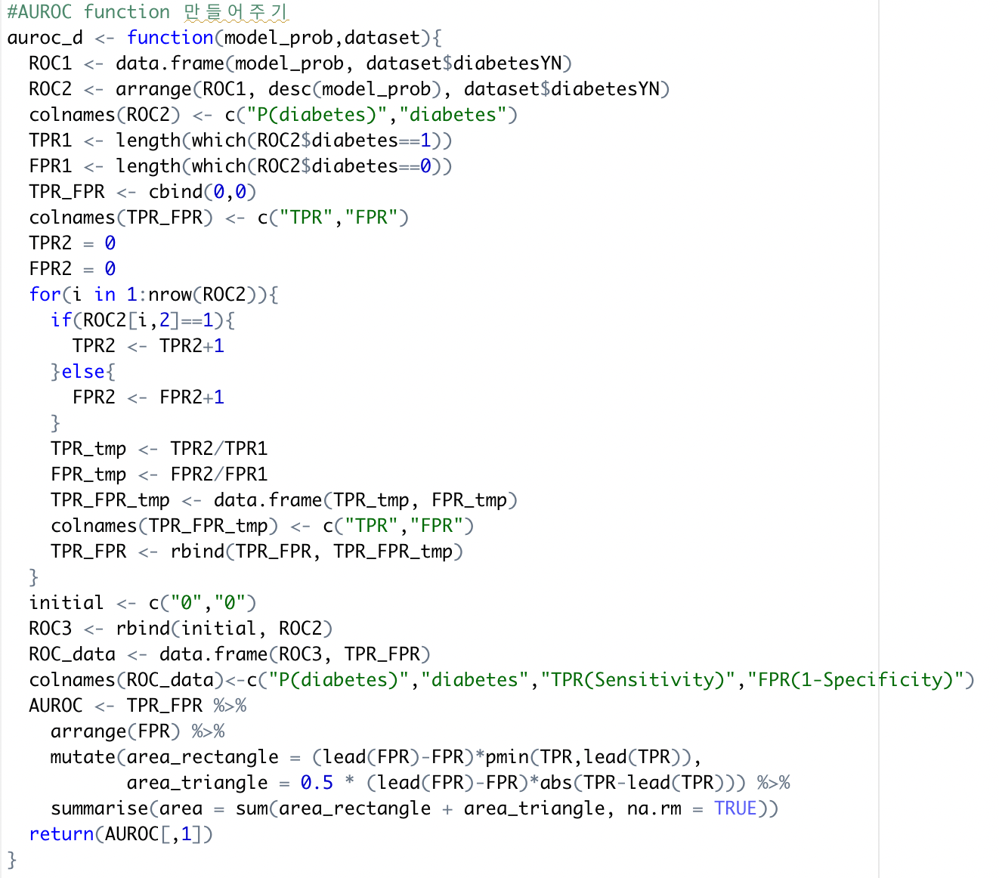 #AUROC function 만들어주기
auroc_d <- function(model_prob,dataset){
  ROC1 <- data.frame(model_prob, dataset$diabetesYN)
  ROC2 <- arrange(ROC1, desc(model_prob), dataset$diabetesYN)
  colnames(ROC2) <- c("P(diabetes)","diabetes")
  TPR1 <- length(which(ROC2$diabetes==1))
  FPR1 <- length(which(ROC2$diabetes==0))
  TPR_FPR <- cbind(0,0)
  colnames(TPR_FPR) <- c("TPR","FPR")
  TPR2 = 0
  FPR2 = 0
  for(i in 1:nrow(ROC2)){
    if(ROC2[i,2]==1){
      TPR2 <- TPR2+1
    }else{
      FPR2 <- FPR2+1
    }
    TPR_tmp <- TPR2/TPR1
    FPR_tmp <- FPR2/FPR1
    TPR_FPR_tmp <- data.frame(TPR_tmp, FPR_tmp)
    colnames(TPR_FPR_tmp) <- c("TPR","FPR")
    TPR_FPR <- rbind(TPR_FPR, TPR_FPR_tmp)
  }
  initial <- c("0","0")
  ROC3 <- rbind(initial, ROC2)
  ROC_data <- data.frame(ROC3, TPR_FPR)
  colnames(ROC_data)<-c("P(diabetes)","diabetes","TPR(Sensitivity)","FPR(1-Specificity)")
  AUROC <- TPR_FPR %>%
    arrange(FPR) %>%
    mutate(area_rectangle = (lead(FPR)-FPR)*pmin(TPR,lead(TPR)),
           area_triangle = 0.5 * (lead(FPR)-FPR)*abs(TPR-lead(TPR))) %>%
    summarise(area = sum(area_rectangle + area_triangle, na.rm = TRUE))
  return(AUROC[,1])
}